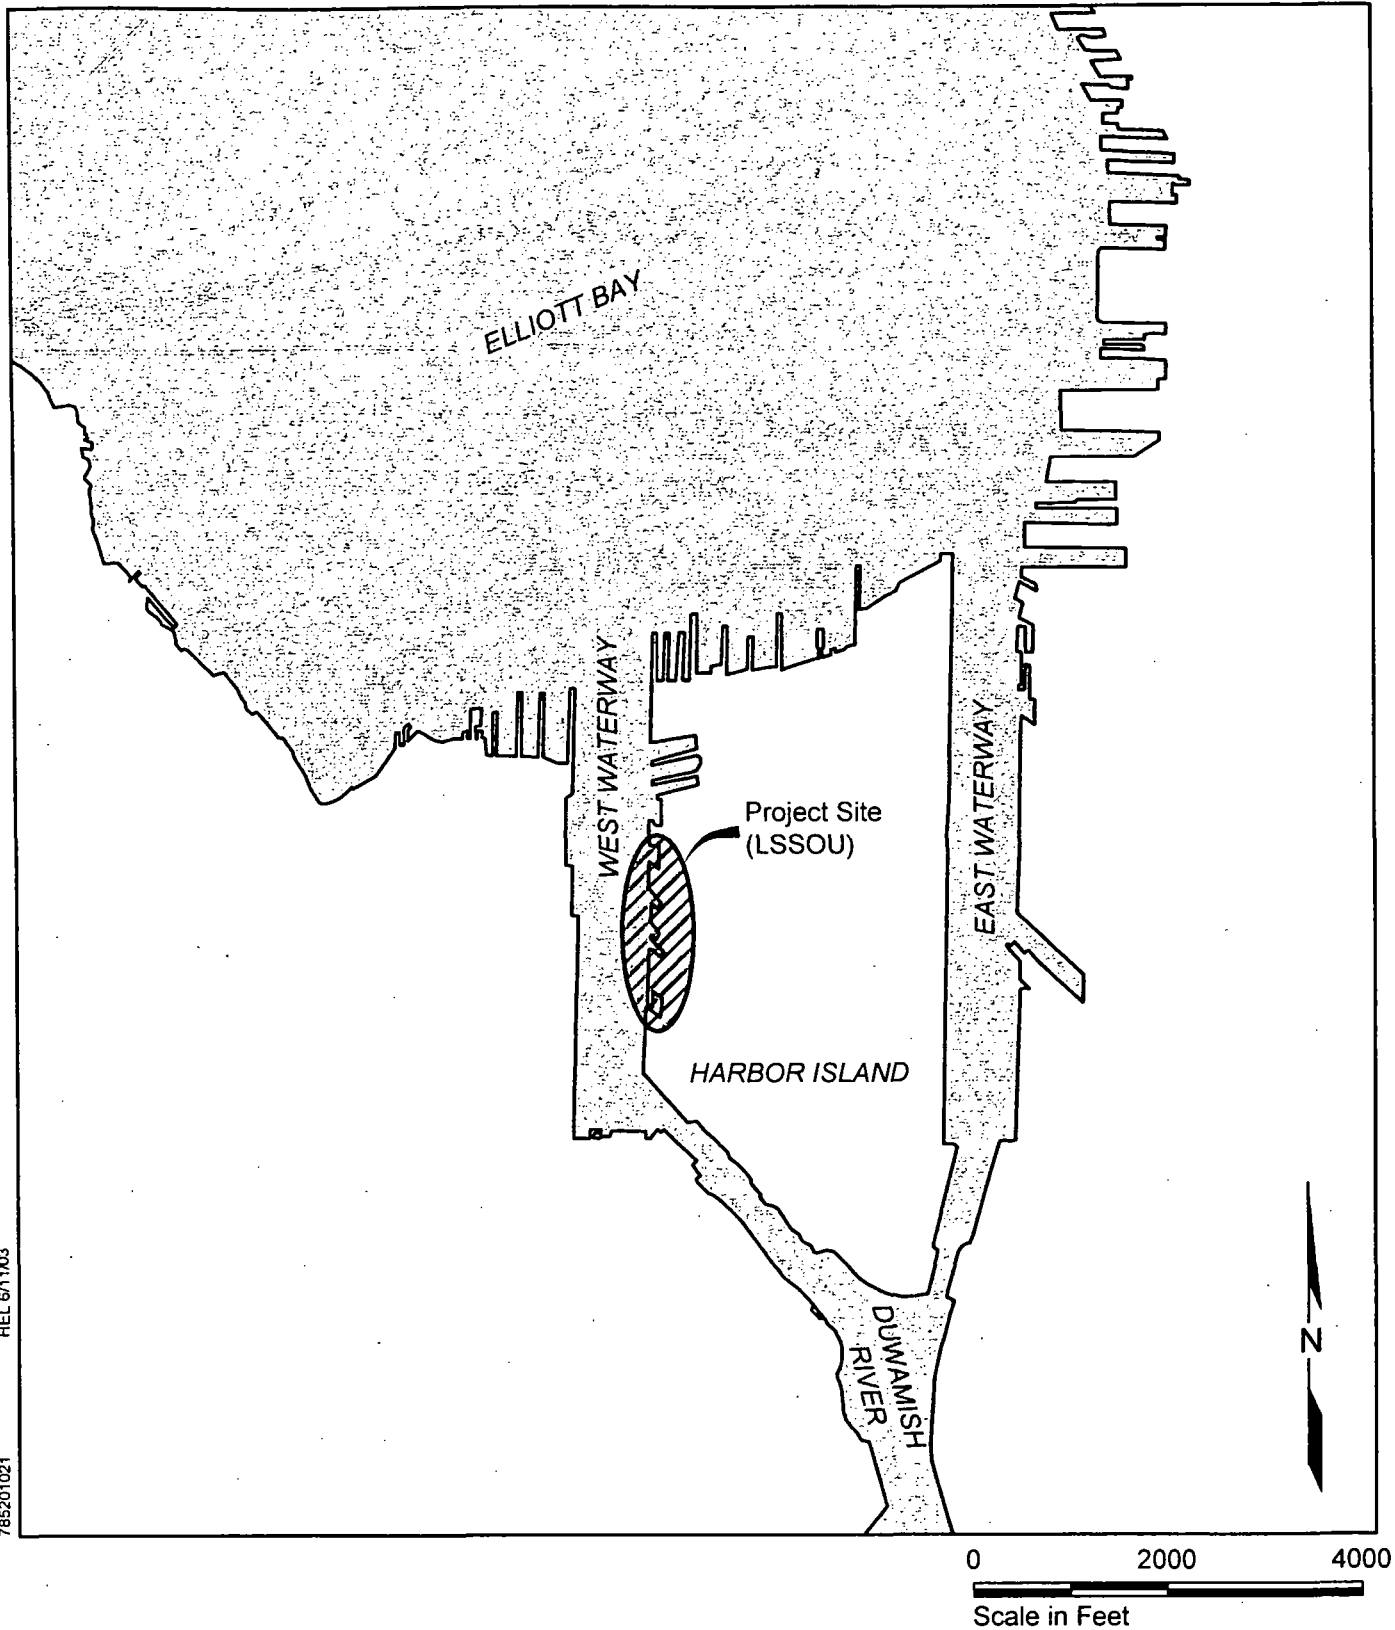 ELLIOTT BAY
WEST WATERWAY
Project Site
(LSSOU)
EAST WATERWAY
HARBOR ISLAND
DUWAMISH
RIVER
N
785201021 HEL 6/11/03
0 2000 4000
Scale in Feet